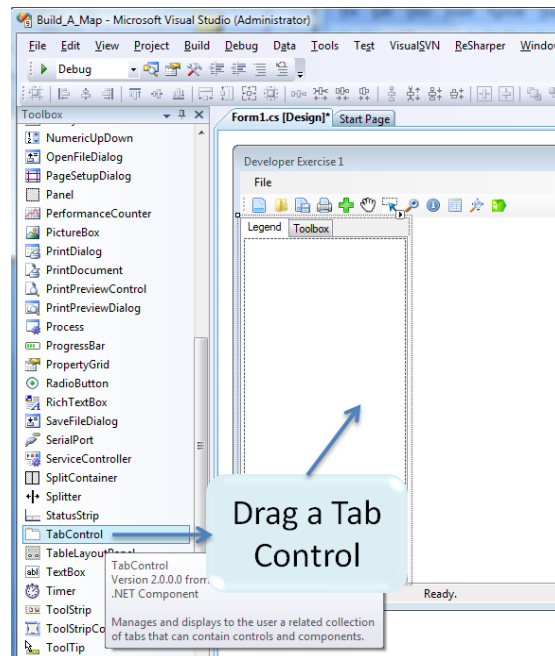 Build_A_Map - Microsoft Visual Studio (Administrator)
File Edit View Project Build Debug Data Tools Test VisualSVN ReSharper Window
Debug
Toolbox
Form1.cs [Design]* Start Page
NumericUpDown
OpenFileDialog
PageSetupDialog
Panel
PerformanceCounter
PictureBox
PrintDialog
PrintDocument
PrintPreviewControl
PrintPreviewDialog
Process
ProgressBar
PropertyGrid
RadioButton
RichTextBox
SaveFileDialog
SerialPort
ServiceController
SplitContainer
Splitter
StatusStrip
TabControl
TableLayoutPanel
TextBox
Timer
ToolStrip
ToolStripCo
ToolTip
Developer Exercise 1
File
Legend Toolbox
Drag a Tab
Control
TabControl
Version 2.0.0.0 from
.NET Component
Manages and displays to the user a related collection
of tabs that can contain controls and components.
Ready.